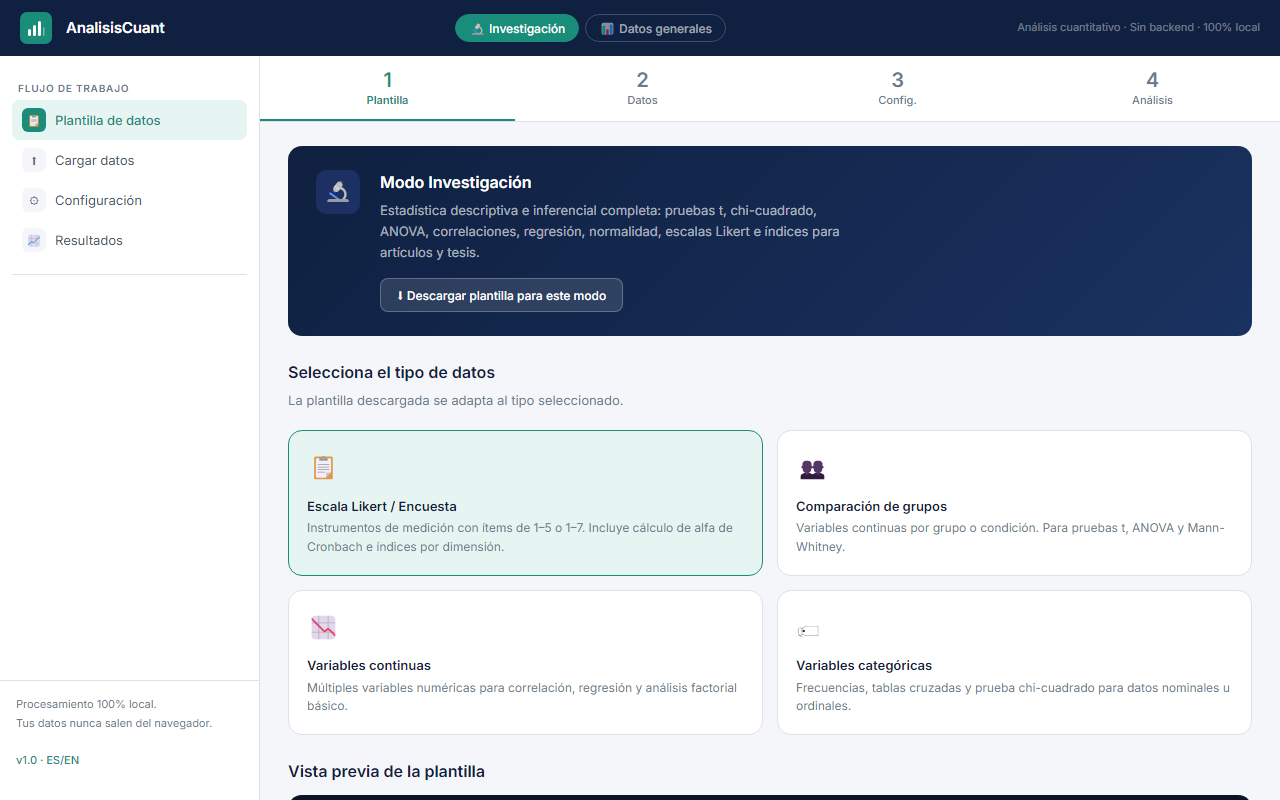 AnalisisCuant
Investigación
Datos generales
Análisis cuantitativo · Sin backend · 100% local
FLUJO DE TRABAJO
Plantilla de datos
Cargar datos
Configuración
Resultados
Procesamiento 100% local.
Tus datos nunca salen del navegador.
v1.0 · ES/EN
1
Plantilla
2
Datos
3
Config.
4
Análisis
Modo Investigación
Estadística descriptiva e inferencial completa: pruebas t, chi-cuadrado,
ANOVA, correlaciones, regresión, normalidad, escalas Likert e índices para
artículos y tesis.
⬇ Descargar plantilla para este modo
Selecciona el tipo de datos
La plantilla descargada se adapta al tipo seleccionado.
Escala Likert / Encuesta
Instrumentos de medición con ítems de 1–5 o 1–7. Incluye cálculo de alfa de
Cronbach e índices por dimensión.
Comparación de grupos
Variables continuas por grupo o condición. Para pruebas t, ANOVA y Mann-
Whitney.
Variables continuas
Múltiples variables numéricas para correlación, regresión y análisis factorial
básico.
Variables categóricas
Frecuencias, tablas cruzadas y prueba chi-cuadrado para datos nominales u
ordinales.
Vista previa de la plantilla